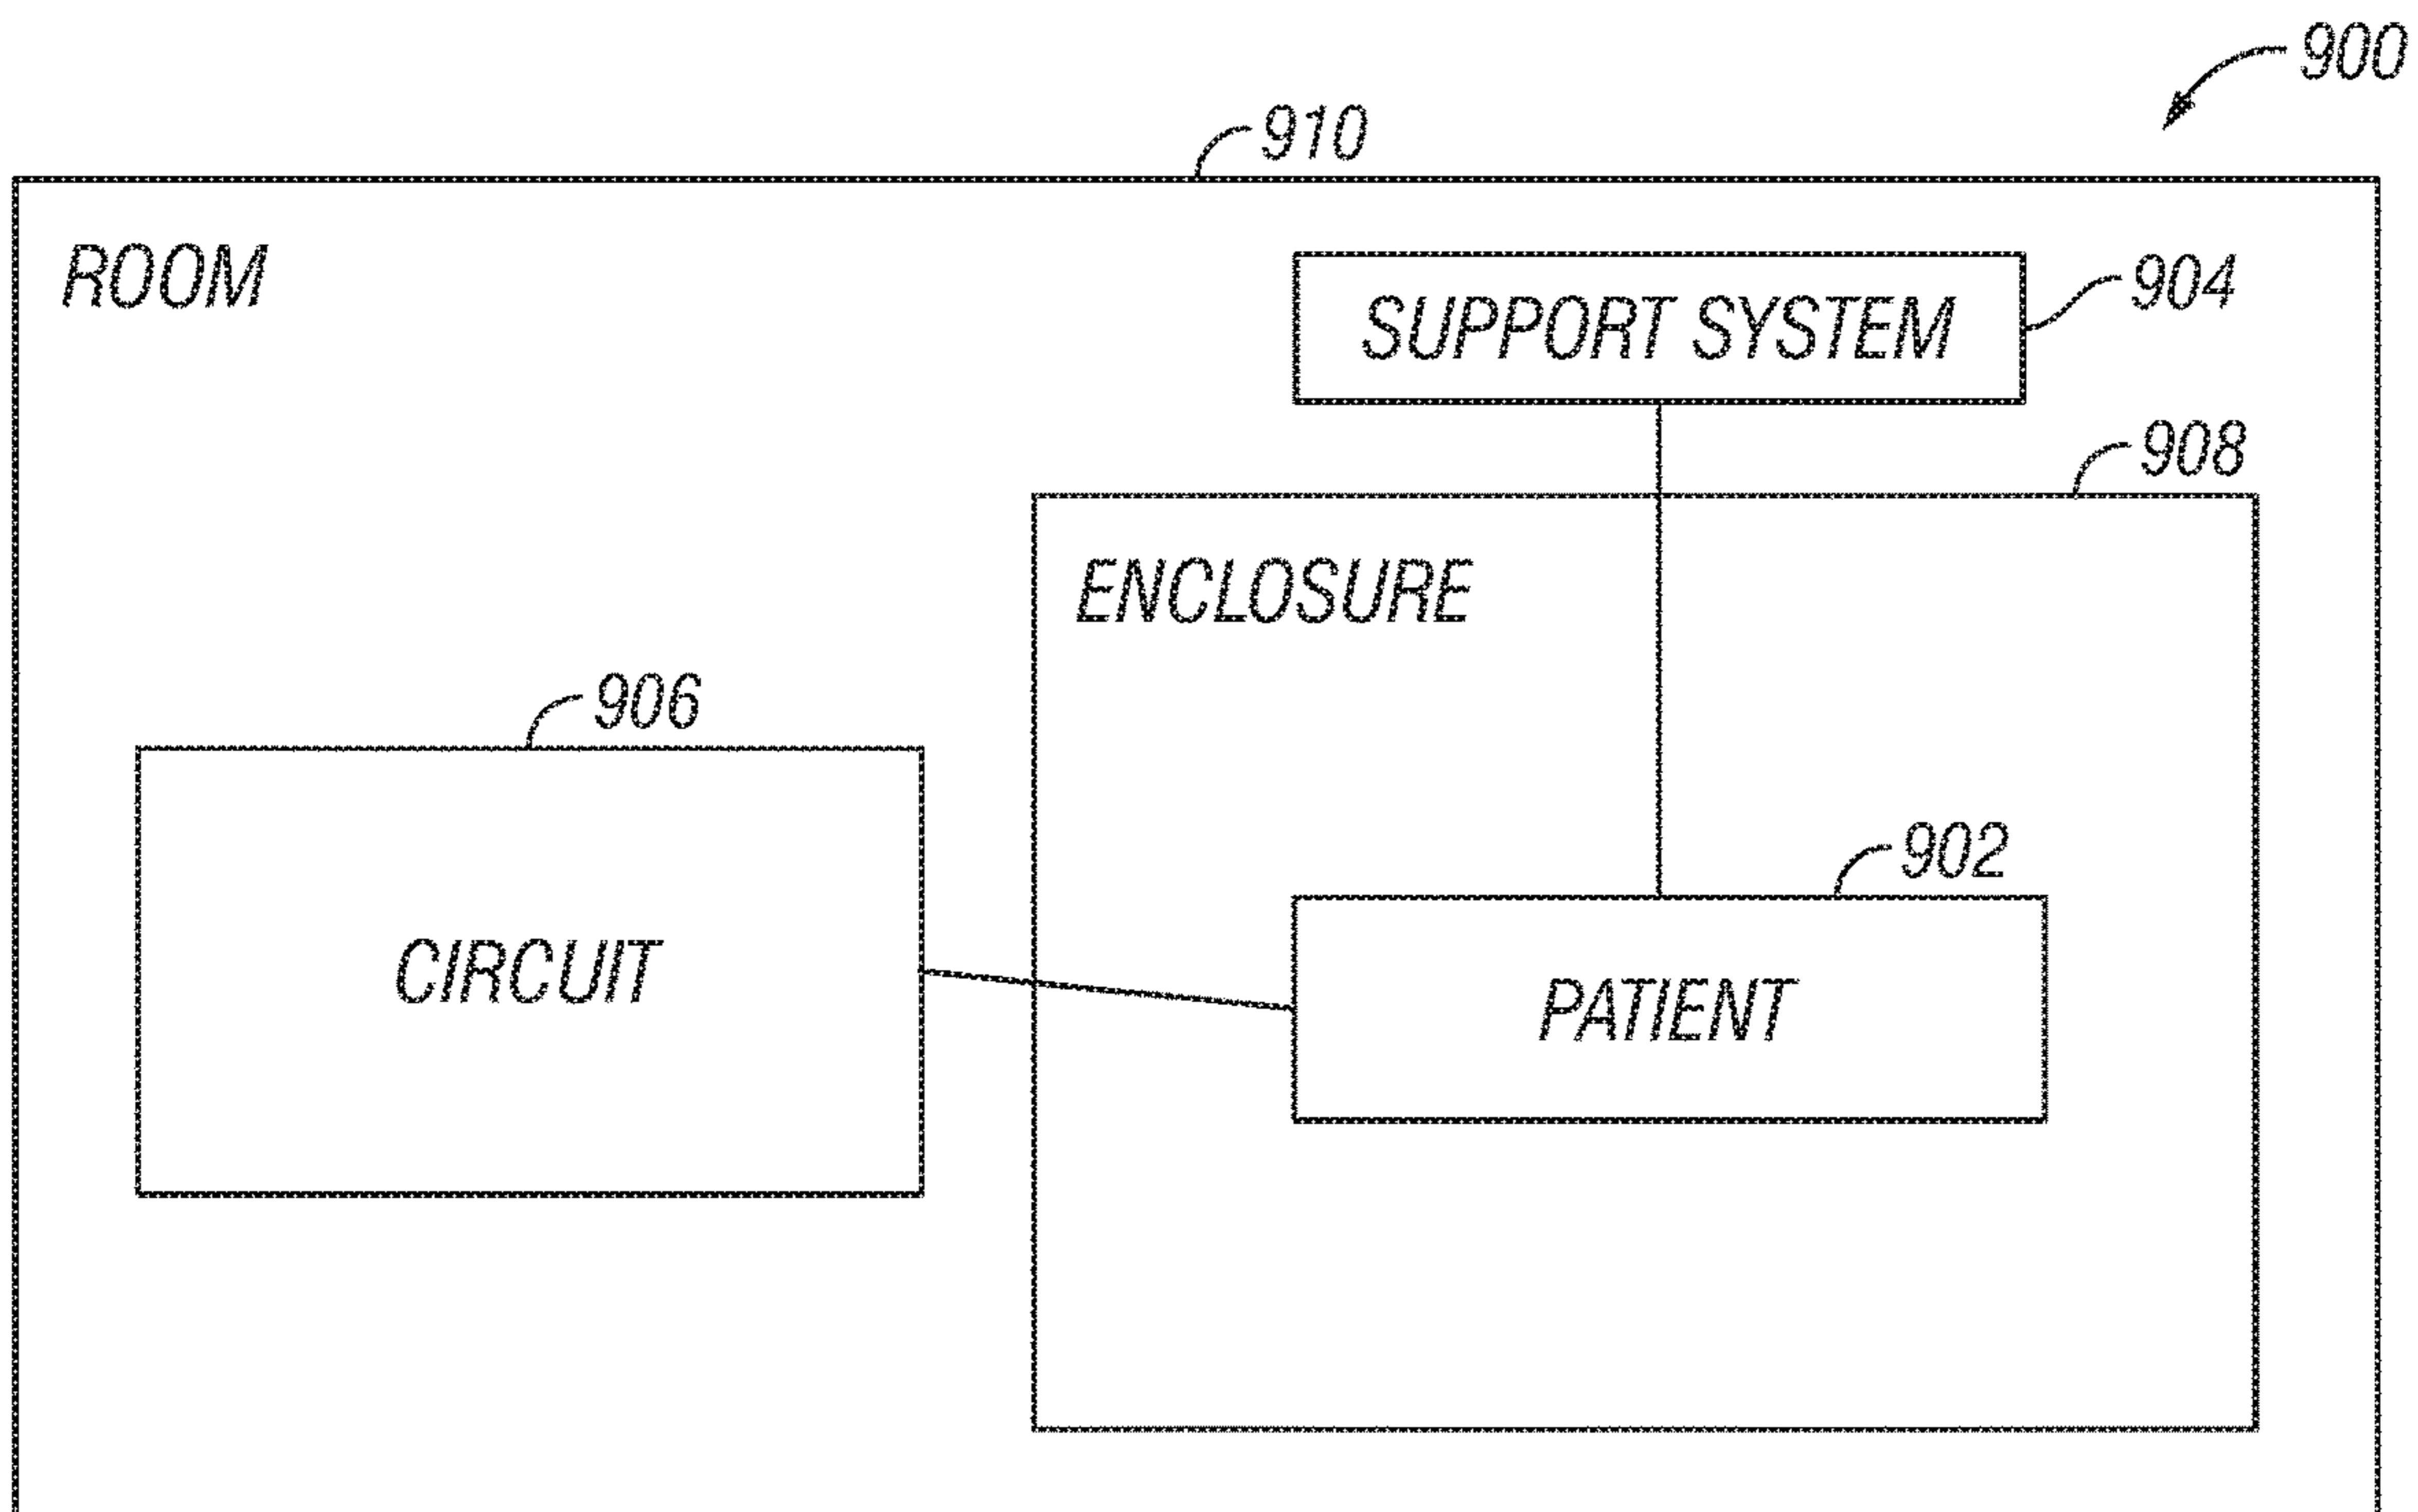 900
910
ROOM
SUPPORT SYSTEM
904
908
ENCLOSURE
906
902
CIRCUIT
PATIENT